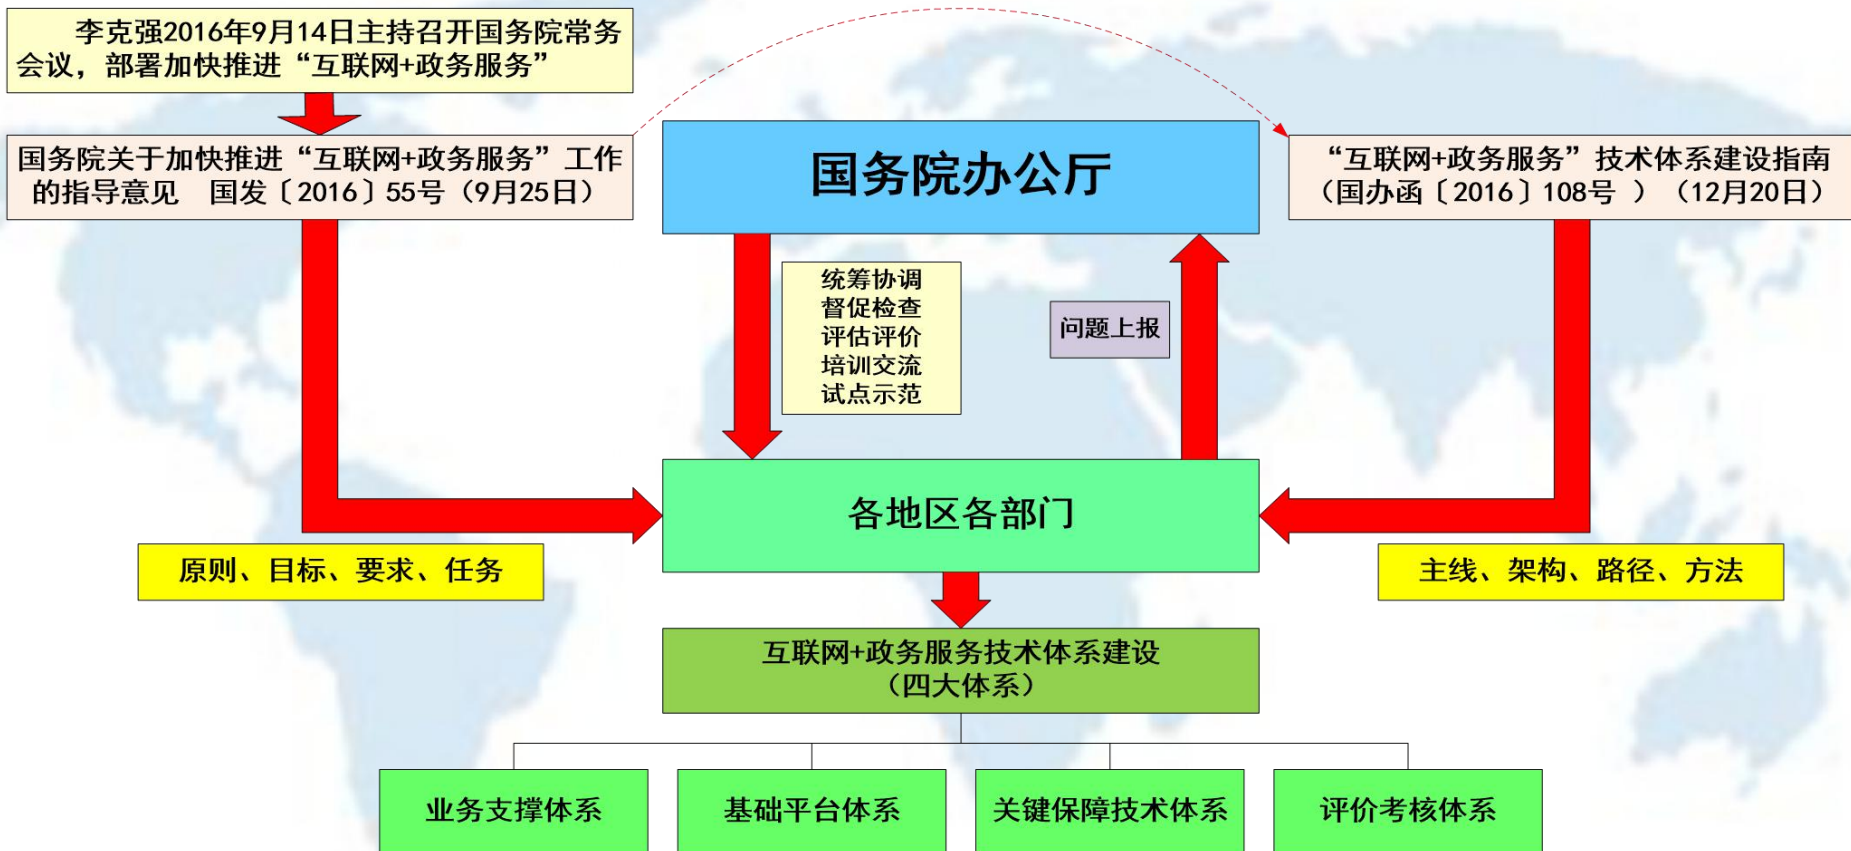 李克强2016年9月14日主持召开国务院常务
会议，部署加快推进“互联网+政务服务”
国务院关于加快推进“互联网+政务服务”工作
的指导意见　国发〔2016〕55号（9月25日）
国务院办公厅
“互联网+政务服务”技术体系建设指南
（国办函〔2016〕108号 ）（12月20日）
统筹协调
督促检查
评估评价
培训交流
试点示范
问题上报
各地区各部门
原则、目标、要求、任务
主线、架构、路径、方法
互联网+政务服务技术体系建设
（四大体系）
业务支撑体系
基础平台体系
关键保障技术体系
评价考核体系